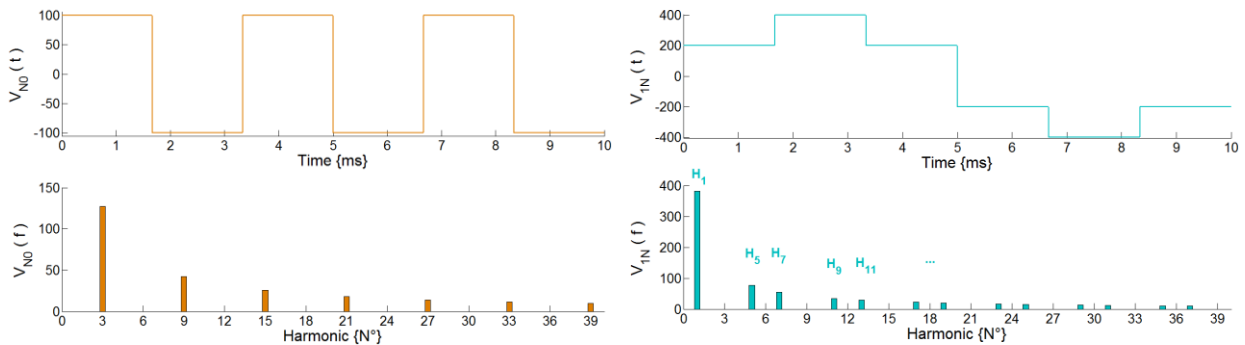 V_N0 ( t )
100
50
0
-50
-100
0 1 2 3 4 5 6 7 8 9 10
Time {ms}
V_N0 ( f )
150
100
50
0
0 3 6 9 12 15 18 21 24 27 30 33 36 39
Harmonic {N°}
V_1N ( t )
400
200
0
-200
-400
0 1 2 3 4 5 6 7 8 9 10
Time {ms}
V_1N ( f )
400
300
200
100
0
H_1
H_5 H_7 H_9 H_11 ...
0 3 6 9 12 15 18 21 24 27 30 33 36 39
Harmonic {N°}